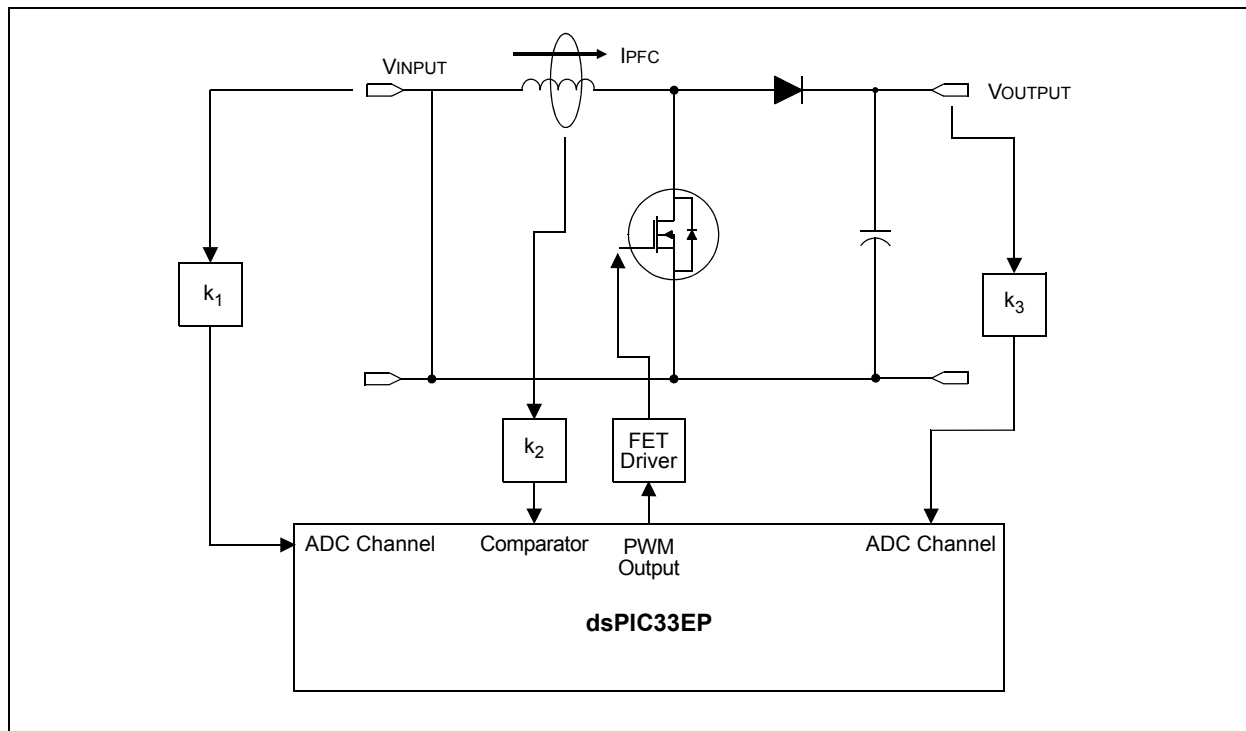 IPFC
VINPUT
VOUTPUT
k1
k3
k2
FET
Driver
ADC Channel
Comparator
PWM
Output
ADC Channel
dsPIC33EP